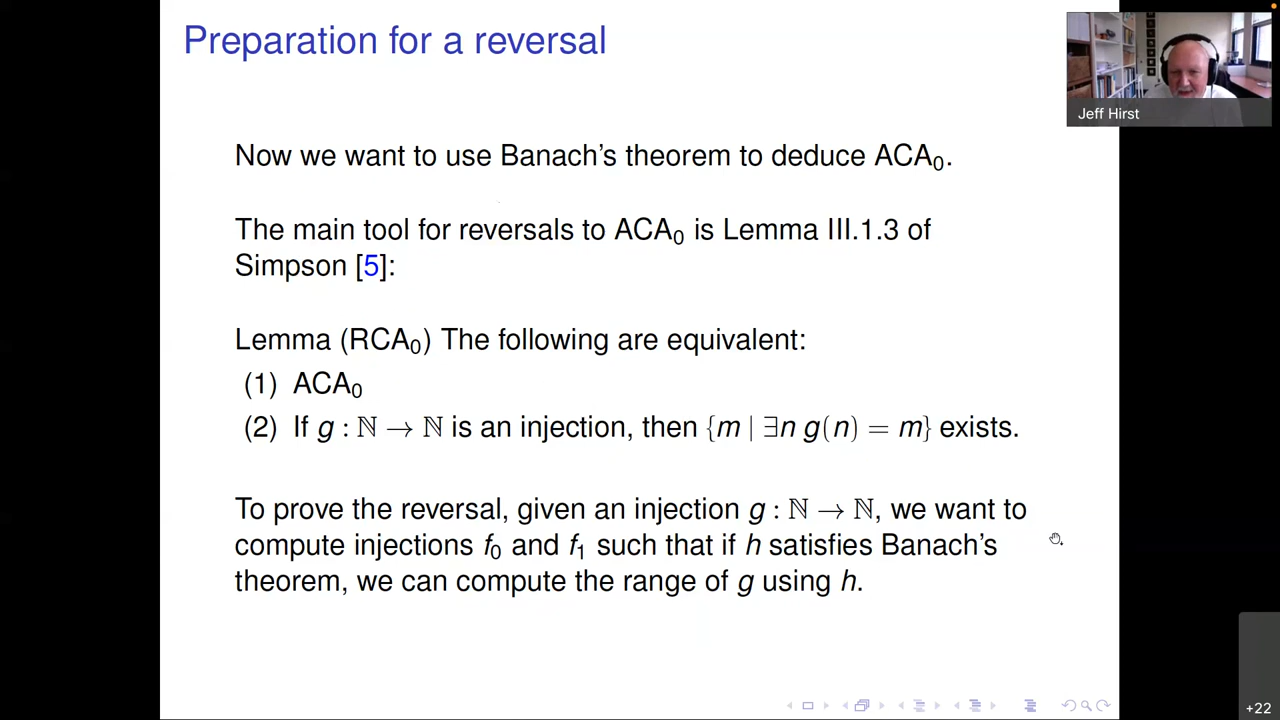 Preparation for a reversal
Jeff Hirst
Now we want to use Banach’s theorem to deduce ACA₀.
The main tool for reversals to ACA₀ is Lemma III.1.3 of
Simpson [5]:
Lemma (RCA₀) The following are equivalent:
(1) ACA₀
(2) If g : ℕ → ℕ is an injection, then {m | ∃n g(n) = m} exists.
To prove the reversal, given an injection g : ℕ → ℕ, we want to
compute injections f₀ and f₁ such that if h satisfies Banach’s
theorem, we can compute the range of g using h.
+22